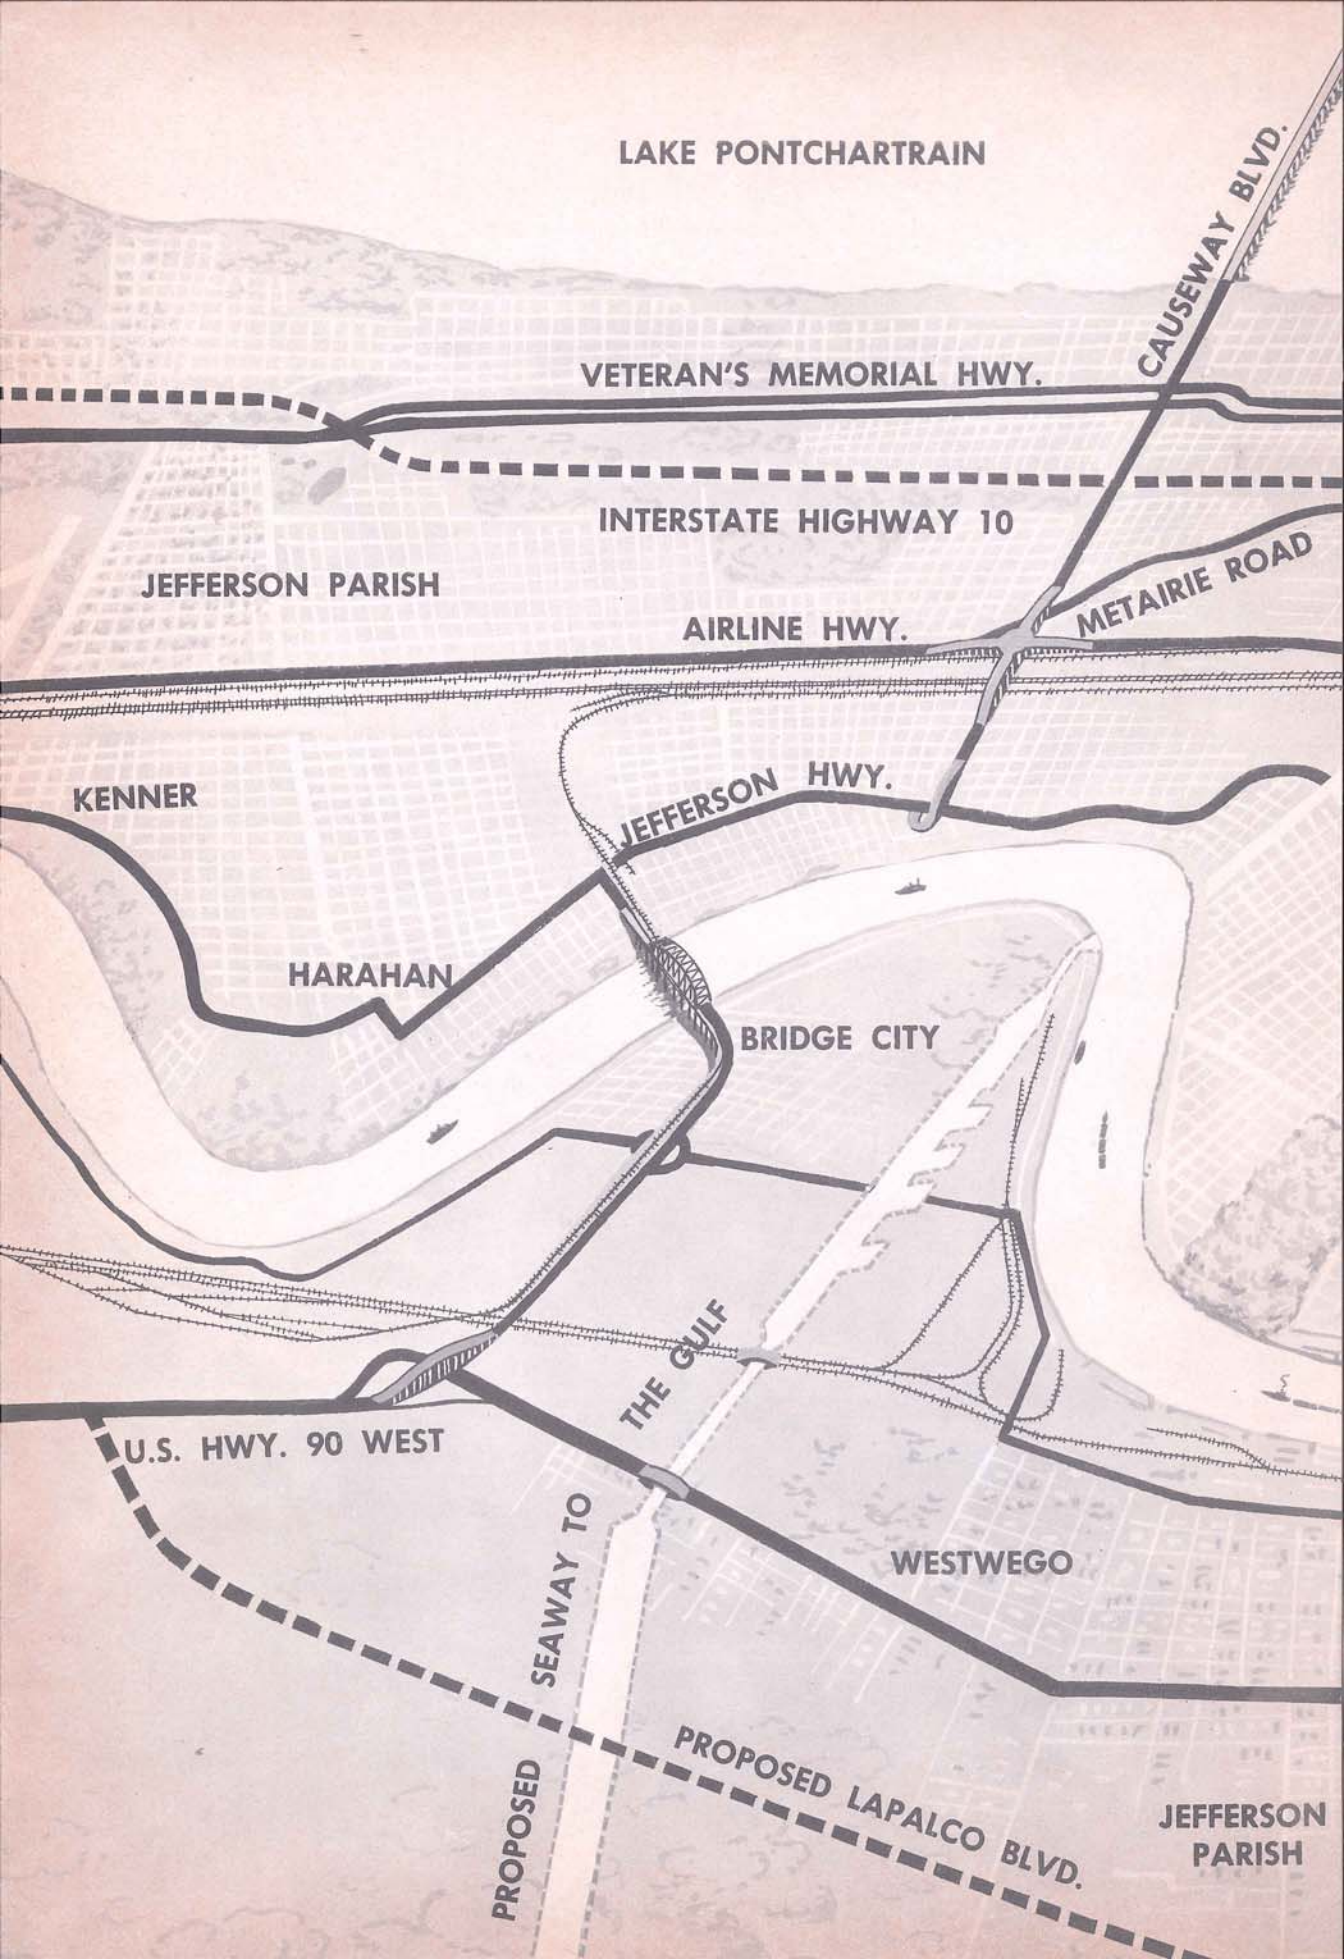 LAKE PONTCHARTRAIN
CAUSEWAY BLVD.
VETERAN'S MEMORIAL HWY.
INTERSTATE HIGHWAY 10
JEFFERSON PARISH
METAIRIE ROAD
AIRLINE HWY.
KENNER
JEFFERSON HWY.
HARAHAN
BRIDGE CITY
U.S. HWY. 90 WEST
PROPOSED SEAWAY TO THE GULF
WESTWEGO
PROPOSED LAPALCO BLVD.
JEFFERSON
PARISH